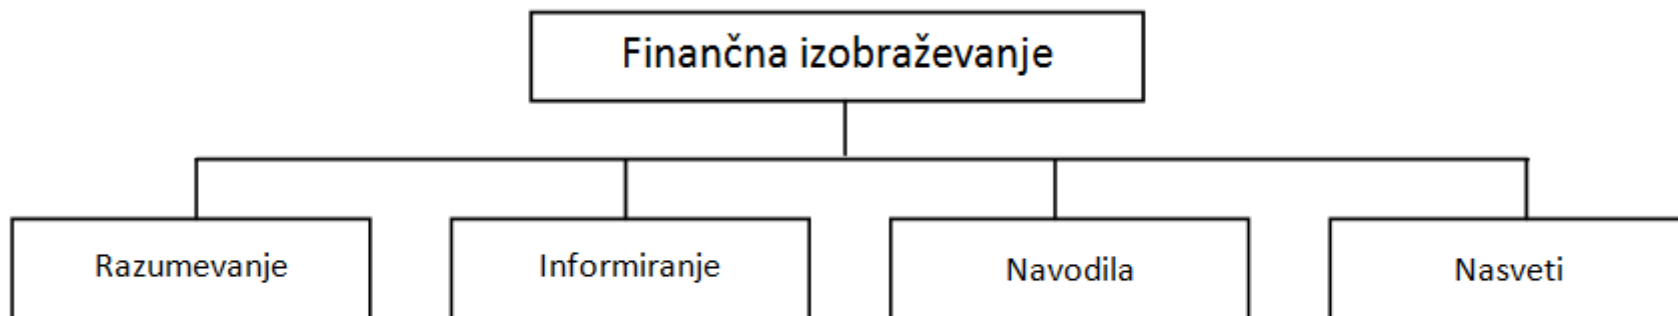 Finančna izobraževanje
Razumevanje
Informiranje
Navodila
Nasveti